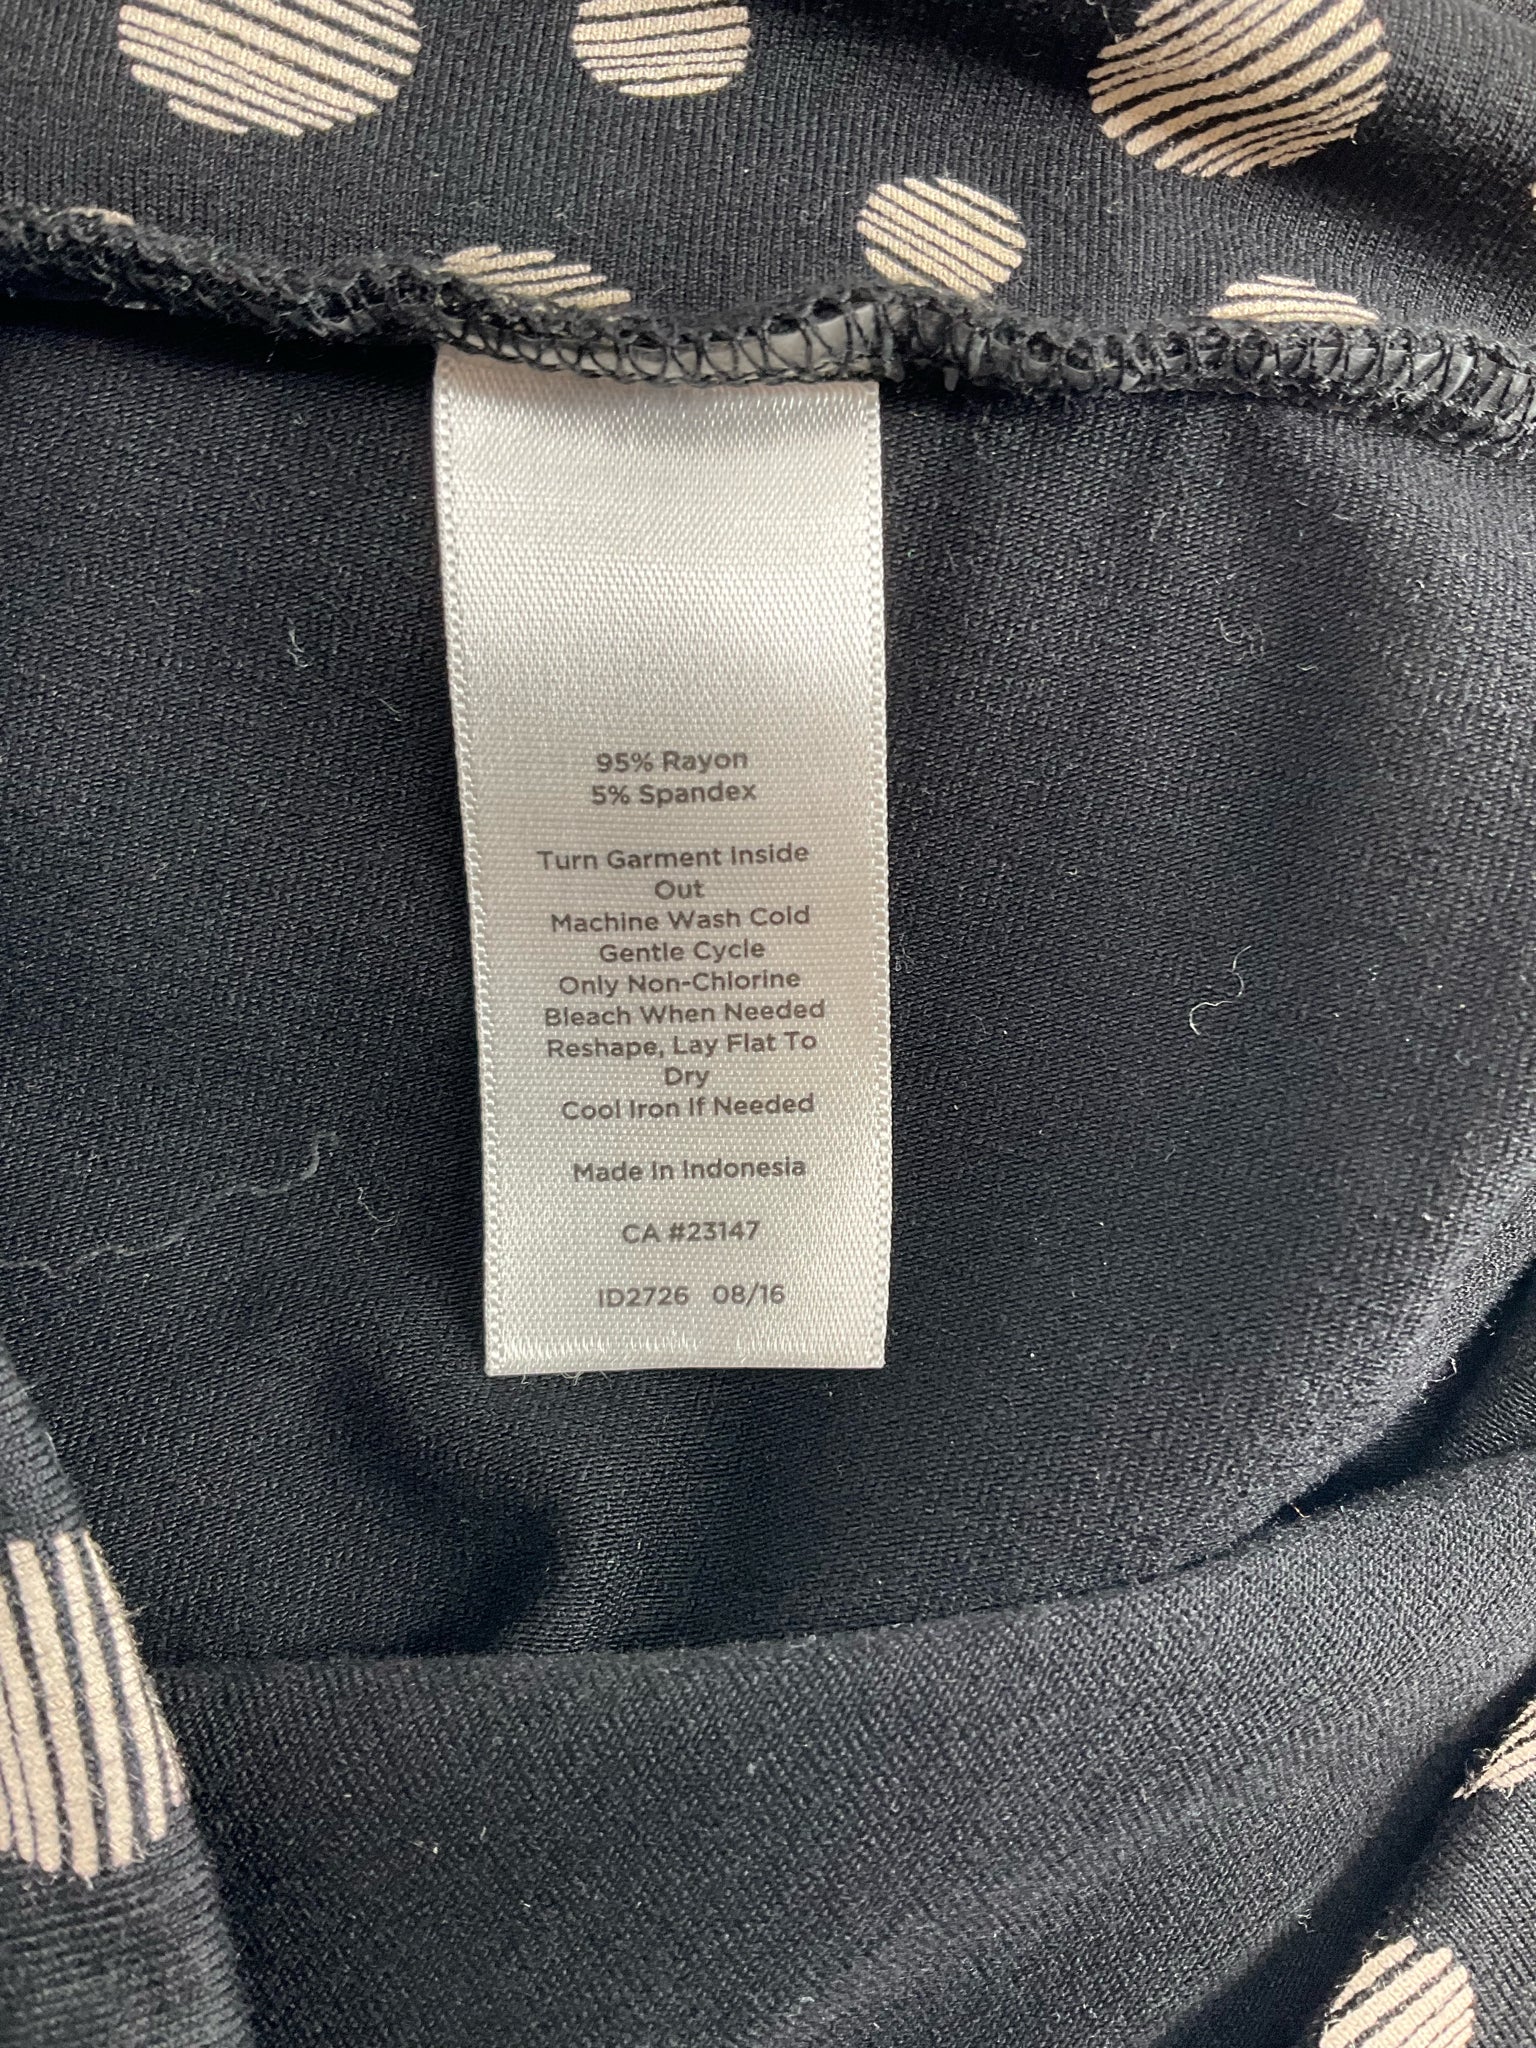 95% Rayon
5% Spandex
Turn Garment Inside
Out
Machine Wash Cold
Gentle Cycle
Only Non-Chlorine
Bleach When Needed
Reshape, Lay Flat To
Dry
Cool Iron If Needed
Made In Indonesia
CA #23147
ID2726 08/16